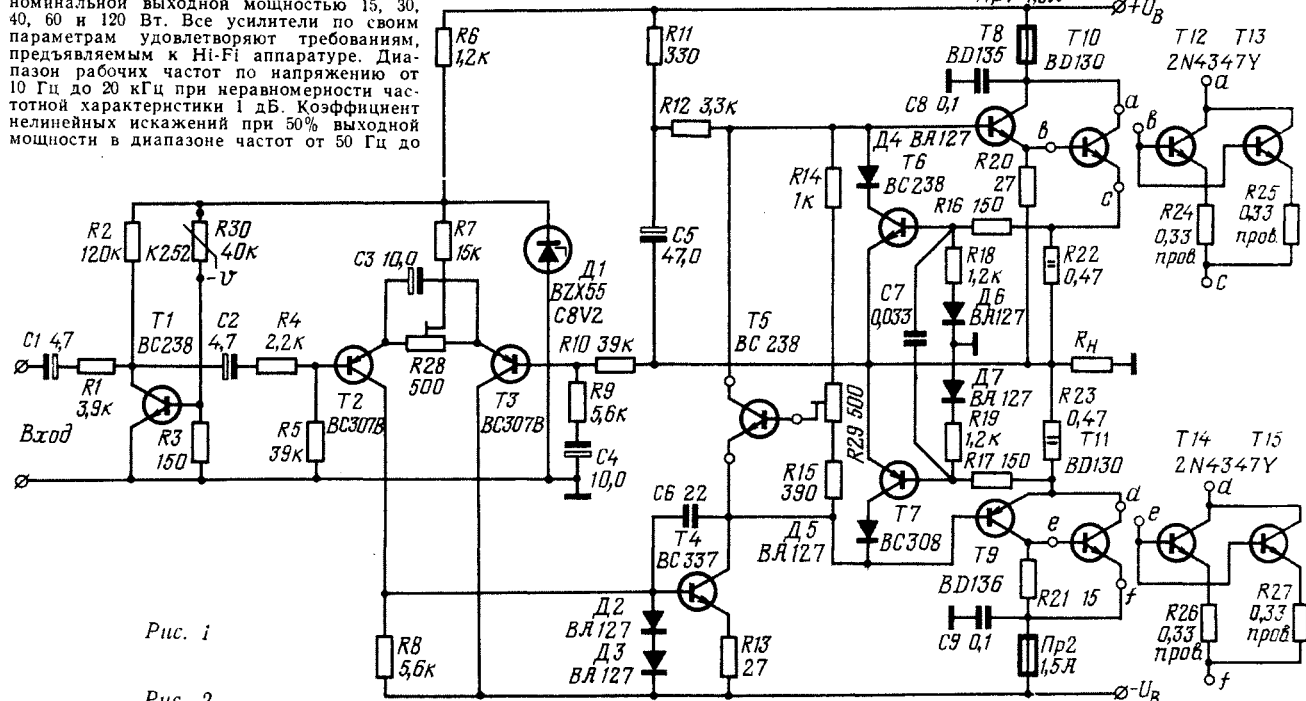 номинальной выходной мощностью 15, 30,
40, 60 и 120 Вт. Все усилители по своим
параметрам удовлетворяют требованиям,
предъявляемым к Hi-Fi аппаратуре. Диа-
пазон рабочих частот по напряжению от
10 Гц до 20 кГц при неравномерности час-
тотной характеристики 1 дБ. Коэффициент
нелинейных искажений при 50% выходной
мощности в диапазоне частот от 50 Гц до
R6
1,2к
R11
330
+U_B
T8
BD135
T10
BD130
T12
T13
2N4347Y
a
R12 3,3к
C8 0,1
Д4 ВА127
в
a
в
R14
1к
T6
BC238
R20
27
R16 150
c
R2
120к
R30
К252
40к
-υ
R7
15к
C3 10,0
Д1
BZX55
C8V2
C5
47,0
R18
1,2к
C7
0,033
Д6
ВА127
R22
0,47
R24
0,33
пров.
R25
0,33
пров.
c
C1 4,7
T1
BC238
C2
4,7
R4
2,2к
R28
500
R10 39к
T5
BC 238
R_H
R1
3,9к
T2
BC307B
T3
BC307B
R9
5,6к
R29 500
Д7
ВА127
R19
1,2к
R23
0,47
T11
BD130
Вход
R3
150
R5
39к
C4
10,0
R15
390
R17 150
T14
T15
2N4347Y
d
C6 22
T4
BC337
Д5
ВА127
T7
BC308
T9
BD136
e
d
e
R21 15
f
Рис. 1
R8
5,6к
Д2
ВА127
Д3
ВА127
R13
27
C9 0,1
Пр2
1,5А
R26
0,33
пров.
R27
0,33
пров.
f
-U_B